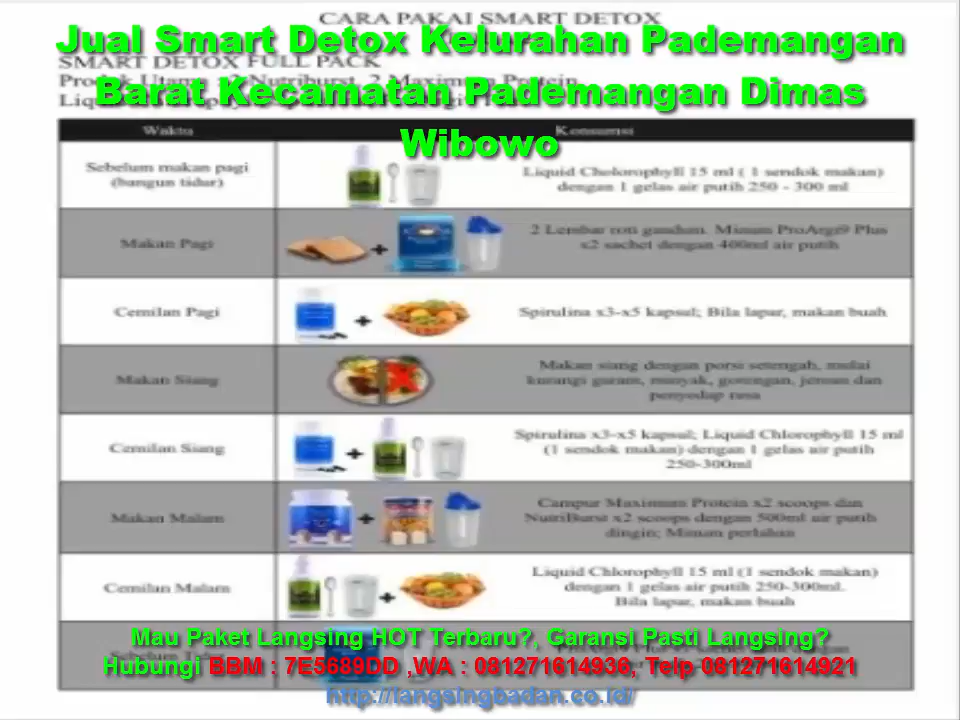 CARA PAKAI SMART DETOX
Jual Smart Detox Kelurahan Pademangan
SMART DETOX FULL PACK
Barat Kecamatan Pademangan Dimas
Produk Utama 2 Nutriburst, 2 Maximum Protein
Wibowo
Waktu Konsumsi
Sebelum makan pagi
(bangun tidur)
Liquid Cholorophyll 15 ml ( 1 sendok makan)
dengan 1 gelas air putih 250 - 300 ml
Makan Pagi
2 Lembar roti gandum. Minum ProArgi9 Plus
x2 sachet dengan 400ml air putih
Cemilan Pagi
Spirulina x3-x5 kapsul; Bila lapar, makan buah
Makan Siang
Makan siang dengan porsi setengah, mulai
kurangi garam, minyak, gorengan, jeroan dan
penyedap rasa
Cemilan Siang
Spirulina x3-x5 kapsul; Liquid Chlorophyll 15 ml
(1 sendok makan) dengan 1 gelas air putih
250-300ml
Makan Malam
Campur Maximum Protein x2 scoops dan
NutriBurst x2 scoops dengan 500ml air putih
dingin; Minum perlahan
Cemilan Malam
Liquid Chlorophyll 15 ml (1 sendok makan)
dengan 1 gelas air putih 250-300ml.
Bila lapar, makan buah
Mau Paket Langsing HOT Terbaru?, Garansi Pasti Langsing?
Hubungi BBM : 7E5689DD ,WA : 081271614936, Telp 081271614921
http://langsingbadan.co.id/